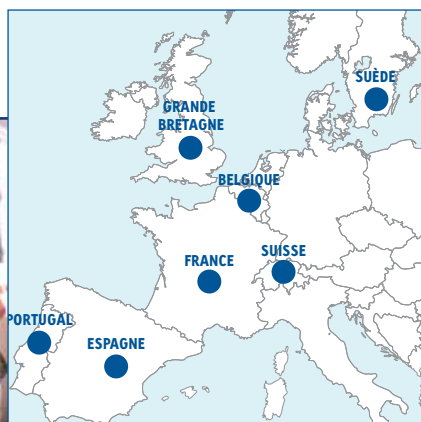 SUÈDE
GRANDE
BRETAGNE
BELGIQUE
SUISSE
FRANCE
PORTUGAL
ESPAGNE